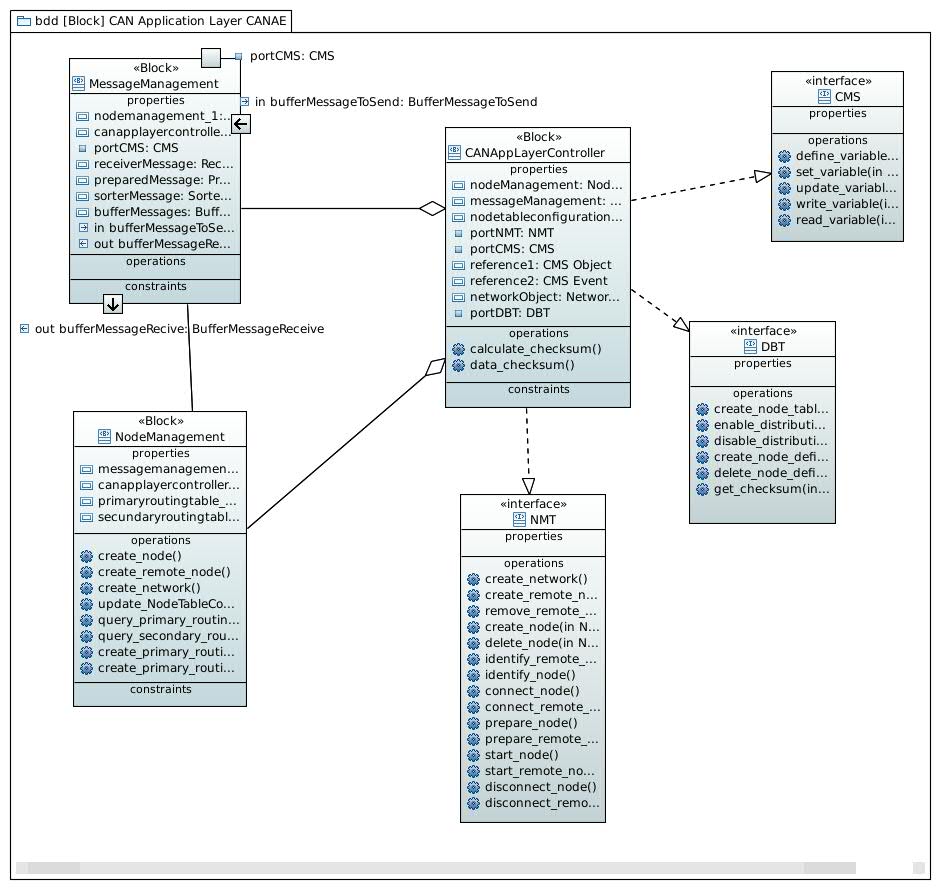 bdd [Block] CAN Application Layer CANAE
portCMS: CMS
in bufferMessageToSend: BufferMessageToSend
«Block»
MessageManagement
properties
nodemanagement_1:...
canapplayercontrolle...
portCMS: CMS
receiverMessage: Rec...
preparedMessage: Pr...
sorterMessage: Sorte...
bufferMessages: Buff...
in bufferMessageToSe...
out bufferMessageRe...
operations
constraints
out bufferMessageRecive: BufferMessageReceive
«Block»
CANAppLayerController
properties
nodeManagement: Nod...
messageManagement: ...
nodetableconfiguration...
portNMT: NMT
portCMS: CMS
reference1: CMS Object
reference2: CMS Event
networkObject: Networ...
portDBT: DBT
operations
calculate_checksum()
data_checksum()
constraints
«interface»
CMS
properties
operations
define_variable...
set_variable(in ...
update_variabl...
write_variable(i...
read_variable(i...
«interface»
DBT
properties
operations
create_node_tabl...
enable_distributi...
disable_distributi...
create_node_defi...
delete_node_defi...
get_checksum(in...
«Block»
NodeManagement
properties
messagemanagemen...
canapplayercontroller...
primaryroutingtable_...
secundaryroutingtabl...
operations
create_node()
create_remote_node()
create_network()
update_NodeTableCo...
query_primary_routin...
query_secondary_rou...
create_primary_routi...
create_primary_routi...
constraints
«interface»
NMT
properties
operations
create_network()
create_remote_n...
remove_remote_...
create_node(in N...
delete_node(in N...
identify_remote_...
identify_node()
connect_node()
connect_remote_...
prepare_node()
prepare_remote_...
start_node()
start_remote_no...
disconnect_node()
disconnect_remo...